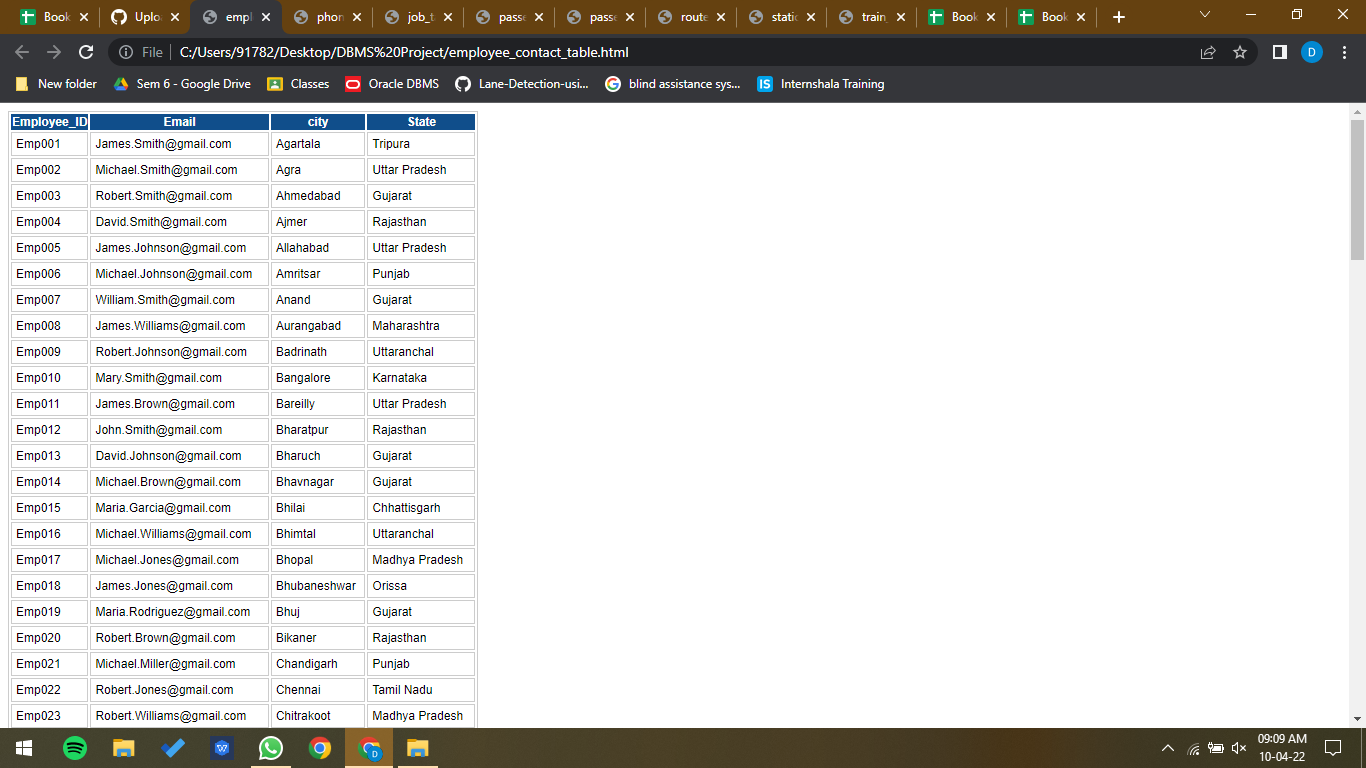 Book Uplo empl phon job_t passe passe route static train_ Book Book
File C:/Users/91782/Desktop/DBMS%20Project/employee_contact_table.html D
New folder Sem 6 - Google Drive Classes Oracle DBMS Lane-Detection-usi... blind assistance sys... IS Internshala Training
Employee_ID Email city State
Emp001 James.Smith@gmail.com Agartala Tripura
Emp002 Michael.Smith@gmail.com Agra Uttar Pradesh
Emp003 Robert.Smith@gmail.com Ahmedabad Gujarat
Emp004 David.Smith@gmail.com Ajmer Rajasthan
Emp005 James.Johnson@gmail.com Allahabad Uttar Pradesh
Emp006 Michael.Johnson@gmail.com Amritsar Punjab
Emp007 William.Smith@gmail.com Anand Gujarat
Emp008 James.Williams@gmail.com Aurangabad Maharashtra
Emp009 Robert.Johnson@gmail.com Badrinath Uttaranchal
Emp010 Mary.Smith@gmail.com Bangalore Karnataka
Emp011 James.Brown@gmail.com Bareilly Uttar Pradesh
Emp012 John.Smith@gmail.com Bharatpur Rajasthan
Emp013 David.Johnson@gmail.com Bharuch Gujarat
Emp014 Michael.Brown@gmail.com Bhavnagar Gujarat
Emp015 Maria.Garcia@gmail.com Bhilai Chhattisgarh
Emp016 Michael.Williams@gmail.com Bhimtal Uttaranchal
Emp017 Michael.Jones@gmail.com Bhopal Madhya Pradesh
Emp018 James.Jones@gmail.com Bhubaneshwar Orissa
Emp019 Maria.Rodriguez@gmail.com Bhuj Gujarat
Emp020 Robert.Brown@gmail.com Bikaner Rajasthan
Emp021 Michael.Miller@gmail.com Chandigarh Punjab
Emp022 Robert.Jones@gmail.com Chennai Tamil Nadu
Emp023 Robert.Williams@gmail.com Chitrakoot Madhya Pradesh
D
09:09 AM
10-04-22